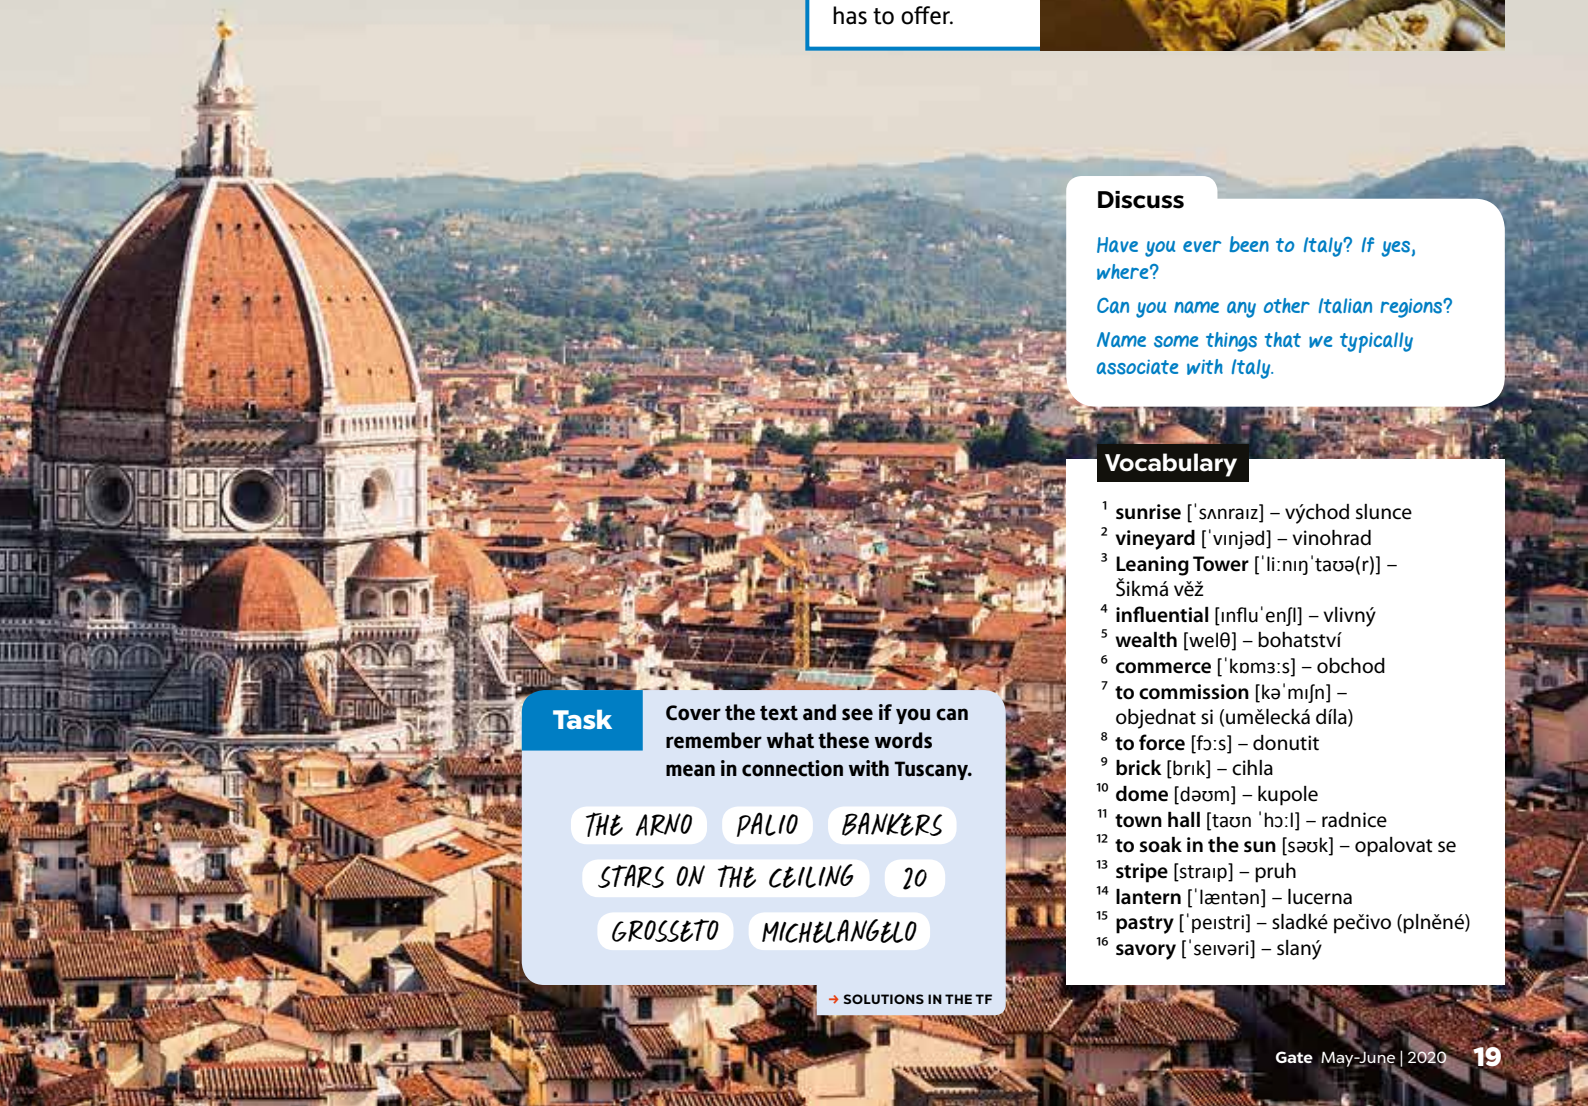 has to offer.
Discuss
Have you ever been to Italy? If yes,
where?
Can you name any other Italian regions?
Name some things that we typically
associate with Italy.
Vocabulary
1 sunrise [ˈsʌnraɪz] – východ slunce
2 vineyard [ˈvɪnjəd] – vinohrad
3 Leaning Tower [ˈliːnɪŋˈtaʊə(r)] –
Šikmá věž
4 influential [ɪnfluˈenʃl] – vlivný
5 wealth [welθ] – bohatství
6 commerce [ˈkɒmɜːs] – obchod
7 to commission [kəˈmɪʃn] –
objednat si (umělecká díla)
8 to force [fɔːs] – donutit
9 brick [brɪk] – cihla
10 dome [dəʊm] – kupole
11 town hall [taʊn ˈhɔːl] – radnice
12 to soak in the sun [səʊk] – opalovat se
13 stripe [straɪp] – pruh
14 lantern [ˈlæntən] – lucerna
15 pastry [ˈpeɪstri] – sladké pečivo (plněné)
16 savory [ˈseɪvəri] – slaný
Task
Cover the text and see if you can
remember what these words
mean in connection with Tuscany.
THE ARNO PALIO BANKERS
STARS ON THE CEILING 20
GROSSETO MICHELANGELO
→ SOLUTIONS IN THE TF
Gate May-June | 2020 19